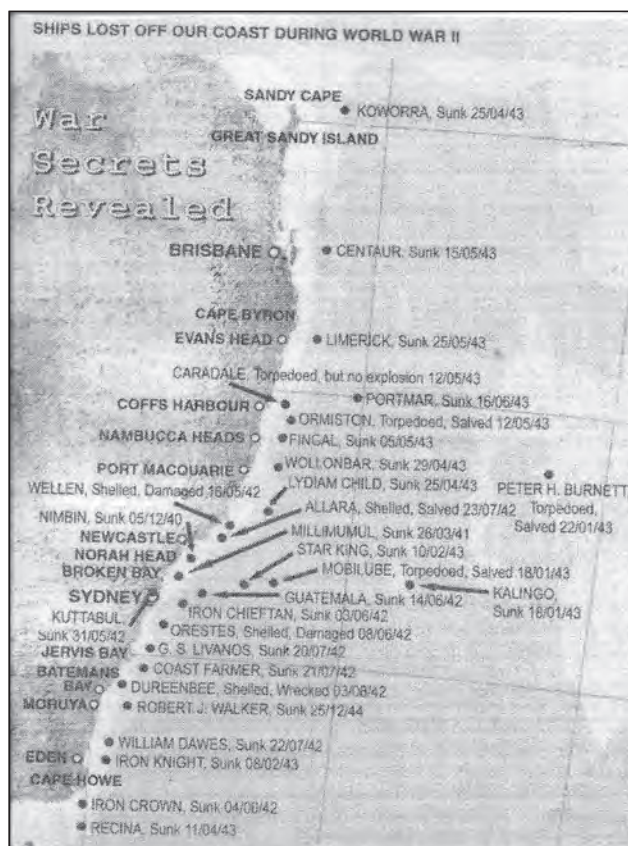 SHIPS LOST OFF OUR COAST DURING WORLD WAR II
War
Secrets
Revealed
SANDY CAPE
KOWORRA, Sunk 25/04/43
GREAT SANDY ISLAND
BRISBANE
CENTAUR, Sunk 15/05/43
CAPE BYRON
EVANS HEAD
LIMERICK, Sunk 25/05/43
CARADALE, Torpedoed, but no explosion 12/05/43
PORTMAR, Sunk 16/06/43
COFFS HARBOUR
ORMISTON, Torpedoed, Salved 12/05/43
NAMBUCCA HEADS
FINGAL, Sunk 05/05/43
WOLLONBAR, Sunk 29/04/43
PORT MACQUARIE
LYDIAM CHILD, Sunk 25/04/43
PETER H. BURNETT
Torpedoed,
Salved 22/01/43
WELLEN, Shelled, Damaged 16/05/42
ALLARA, Shelled, Salved 23/07/42
NIMBIN, Sunk 05/12/40
MILLIMUMUL, Sunk 26/03/41
NEWCASTLE
STAR KING, Sunk 10/02/43
NORAH HEAD
MOBILUBE, Torpedoed, Salved 18/01/43
BROKEN BAY
KALINGO,
Sunk 18/01/43
SYDNEY
GUATEMALA, Sunk 14/06/42
IRON CHIEFTAN, Sunk 03/06/42
KUTTABUL,
Sunk 31/05/42
ORESTES, Shelled, Damaged 08/06/42
JERVIS BAY
G. S. LIVANOS, Sunk 20/07/42
BATEMANS
BAY
COAST FARMER, Sunk 21/07/42
DUREENBEE, Shelled, Wrecked 03/08/42
MORUYA
ROBERT J. WALKER, Sunk 25/12/44
WILLIAM DAWES, Sunk 22/07/42
EDEN
IRON KNIGHT, Sunk 08/02/43
CAPE HOWE
IRON CROWN, Sunk 04/06/42
RECINA, Sunk 11/04/43